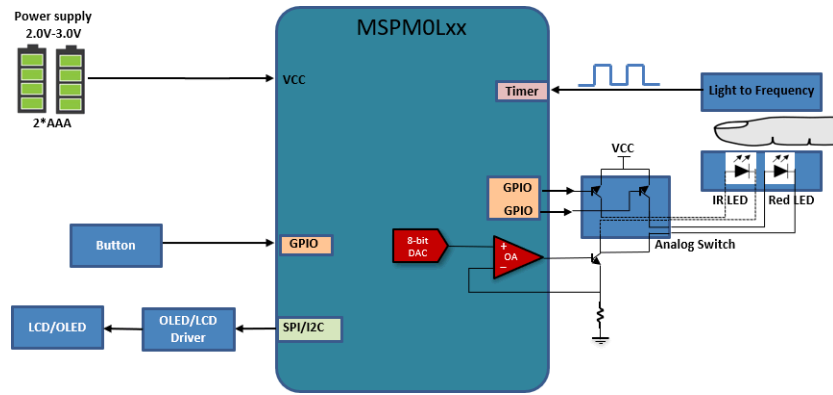 Power supply
2.0V-3.0V
2*AAA
MSPM0Lxx
VCC
Timer
Light to Frequency
VCC
GPIO
GPIO
IR LED
Red LED
Analog Switch
Button
GPIO
8-bit
DAC
+
−
OA
LCD/OLED
OLED/LCD
Driver
SPI/I2C